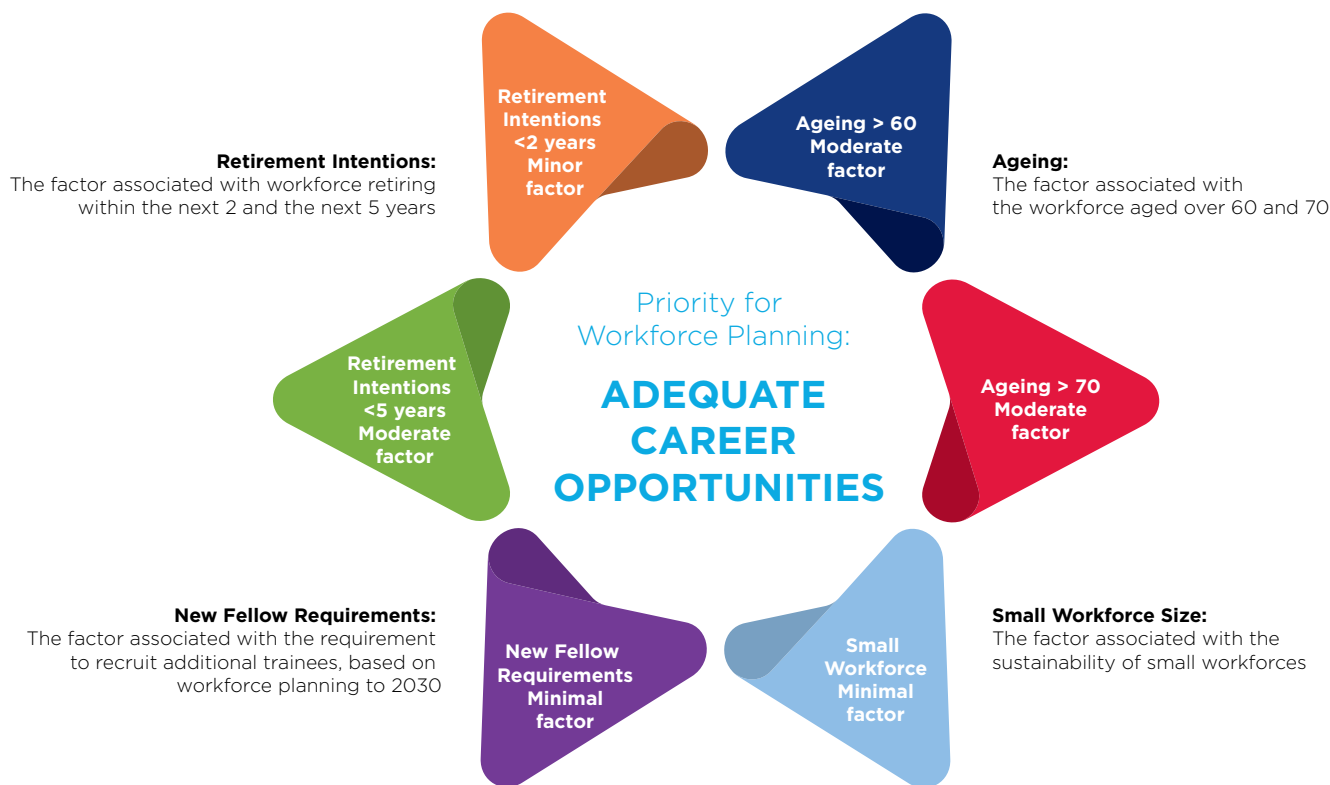 Retirement
Intentions
<2 years
Minor
factor
Ageing > 60
Moderate
factor
Retirement Intentions:
The factor associated with workforce retiring
within the next 2 and the next 5 years
Ageing:
The factor associated with
the workforce aged over 60 and 70
Priority for
Workforce Planning:
ADEQUATE
CAREER
OPPORTUNITIES
Retirement
Intentions
<5 years
Moderate
factor
Ageing > 70
Moderate
factor
New Fellow Requirements:
The factor associated with the requirement
to recruit additional trainees, based on
workforce planning to 2030
New Fellow
Requirements
Minimal
factor
Small
Workforce
Minimal
factor
Small Workforce Size:
The factor associated with the
sustainability of small workforces